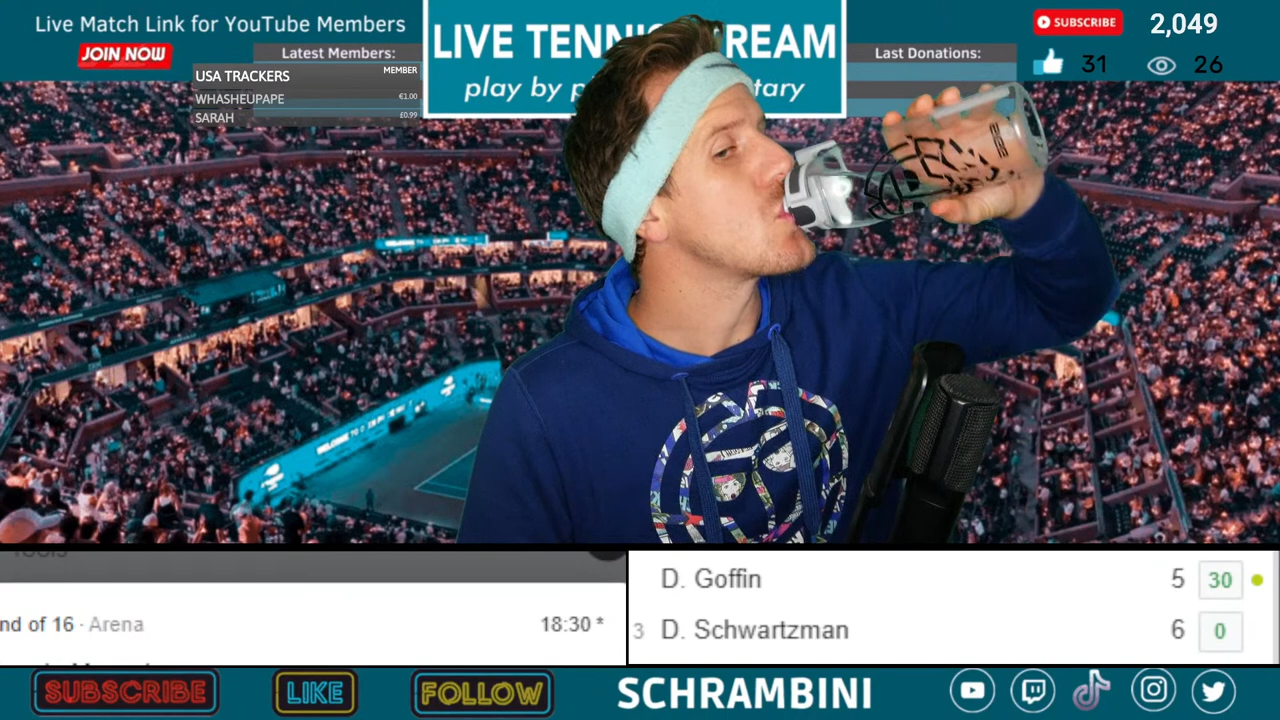 Live Match Link for YouTube Members
JOIN NOW
Latest Members:
USA TRACKERS
MEMBER
WHASHEUPAPE
€1.00
SARAH
£0.99
LIVE TENNIS REAM
play by p tary
Last Donations:
SUBSCRIBE
2,049
31
26
nd of 16 · Arena
18:30 *
D. Goffin
5
30
3
D. Schwartzman
6
0
SUBSCRIBE
LIKE
FOLLOW
SCHRAMBINI